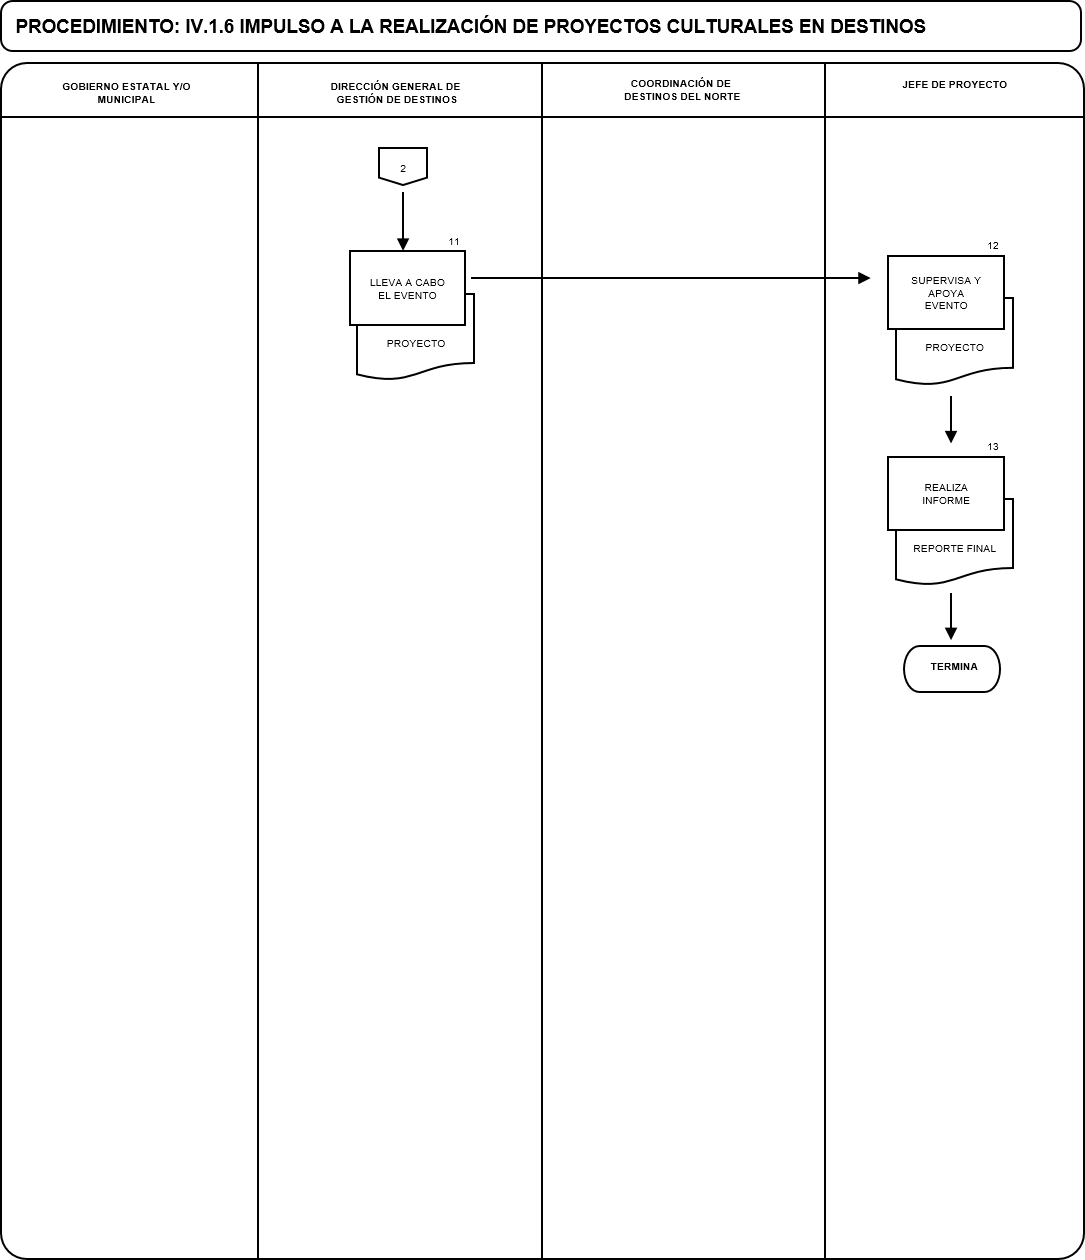 PROCEDIMIENTO: IV.1.6 IMPULSO A LA REALIZACIÓN DE PROYECTOS CULTURALES EN DESTINOS
GOBIERNO ESTATAL Y/O
MUNICIPAL
DIRECCIÓN GENERAL DE
GESTIÓN DE DESTINOS
COORDINACIÓN DE
DESTINOS DEL NORTE
JEFE DE PROYECTO
2
11
LLEVA A CABO
EL EVENTO
PROYECTO
12
SUPERVISA Y
APOYA
EVENTO
PROYECTO
13
REALIZA
INFORME
REPORTE FINAL
TERMINA